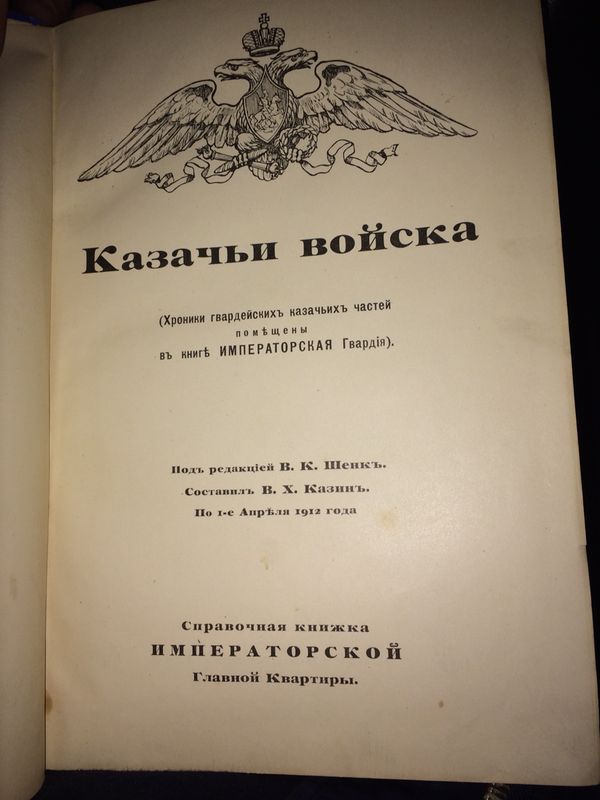 Казачьи войска
(Хроники гвардейскихъ казачьихъ частей
помѣщены
въ книгѣ ИМПЕРАТОРСКАЯ Гвардія).
Подъ редакціей В. К. Шенкъ.
Составилъ В. Х. Казинъ.
По 1-е Апрѣля 1912 года
Справочная книжка
ИМПЕРАТОРСКОЙ
Главной Квартиры.